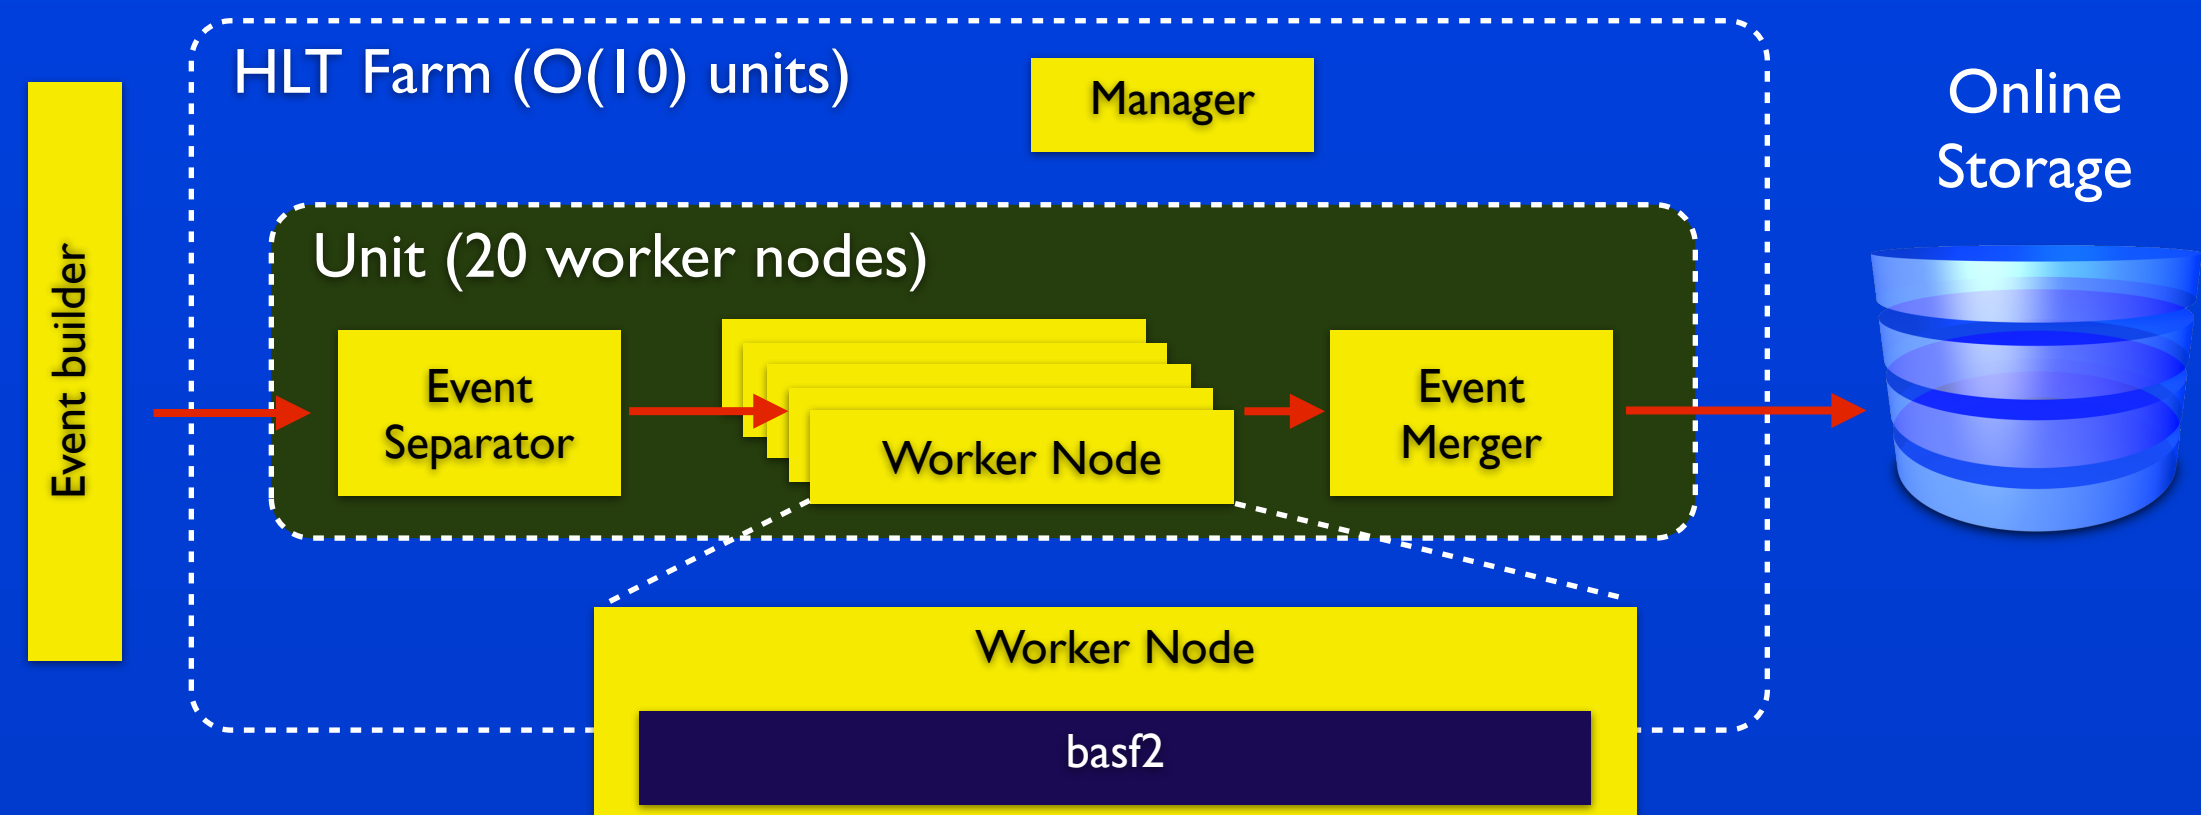 HLT Farm (O(10) units)
Manager
Online
Storage
Event builder
Unit (20 worker nodes)
Event
Separator
Worker Node
Event
Merger
Worker Node
basf2